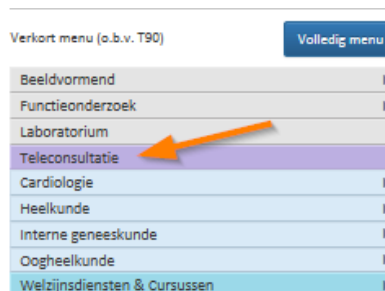 Verkort menu (o.b.v. T90) Volledig menu
Beeldvormend
Functieonderzoek
Laboratorium
Teleconsultatie
Cardiologie
Heelkunde
Interne geneeskunde
Oogheelkunde
Welzijnsdiensten & Cursussen